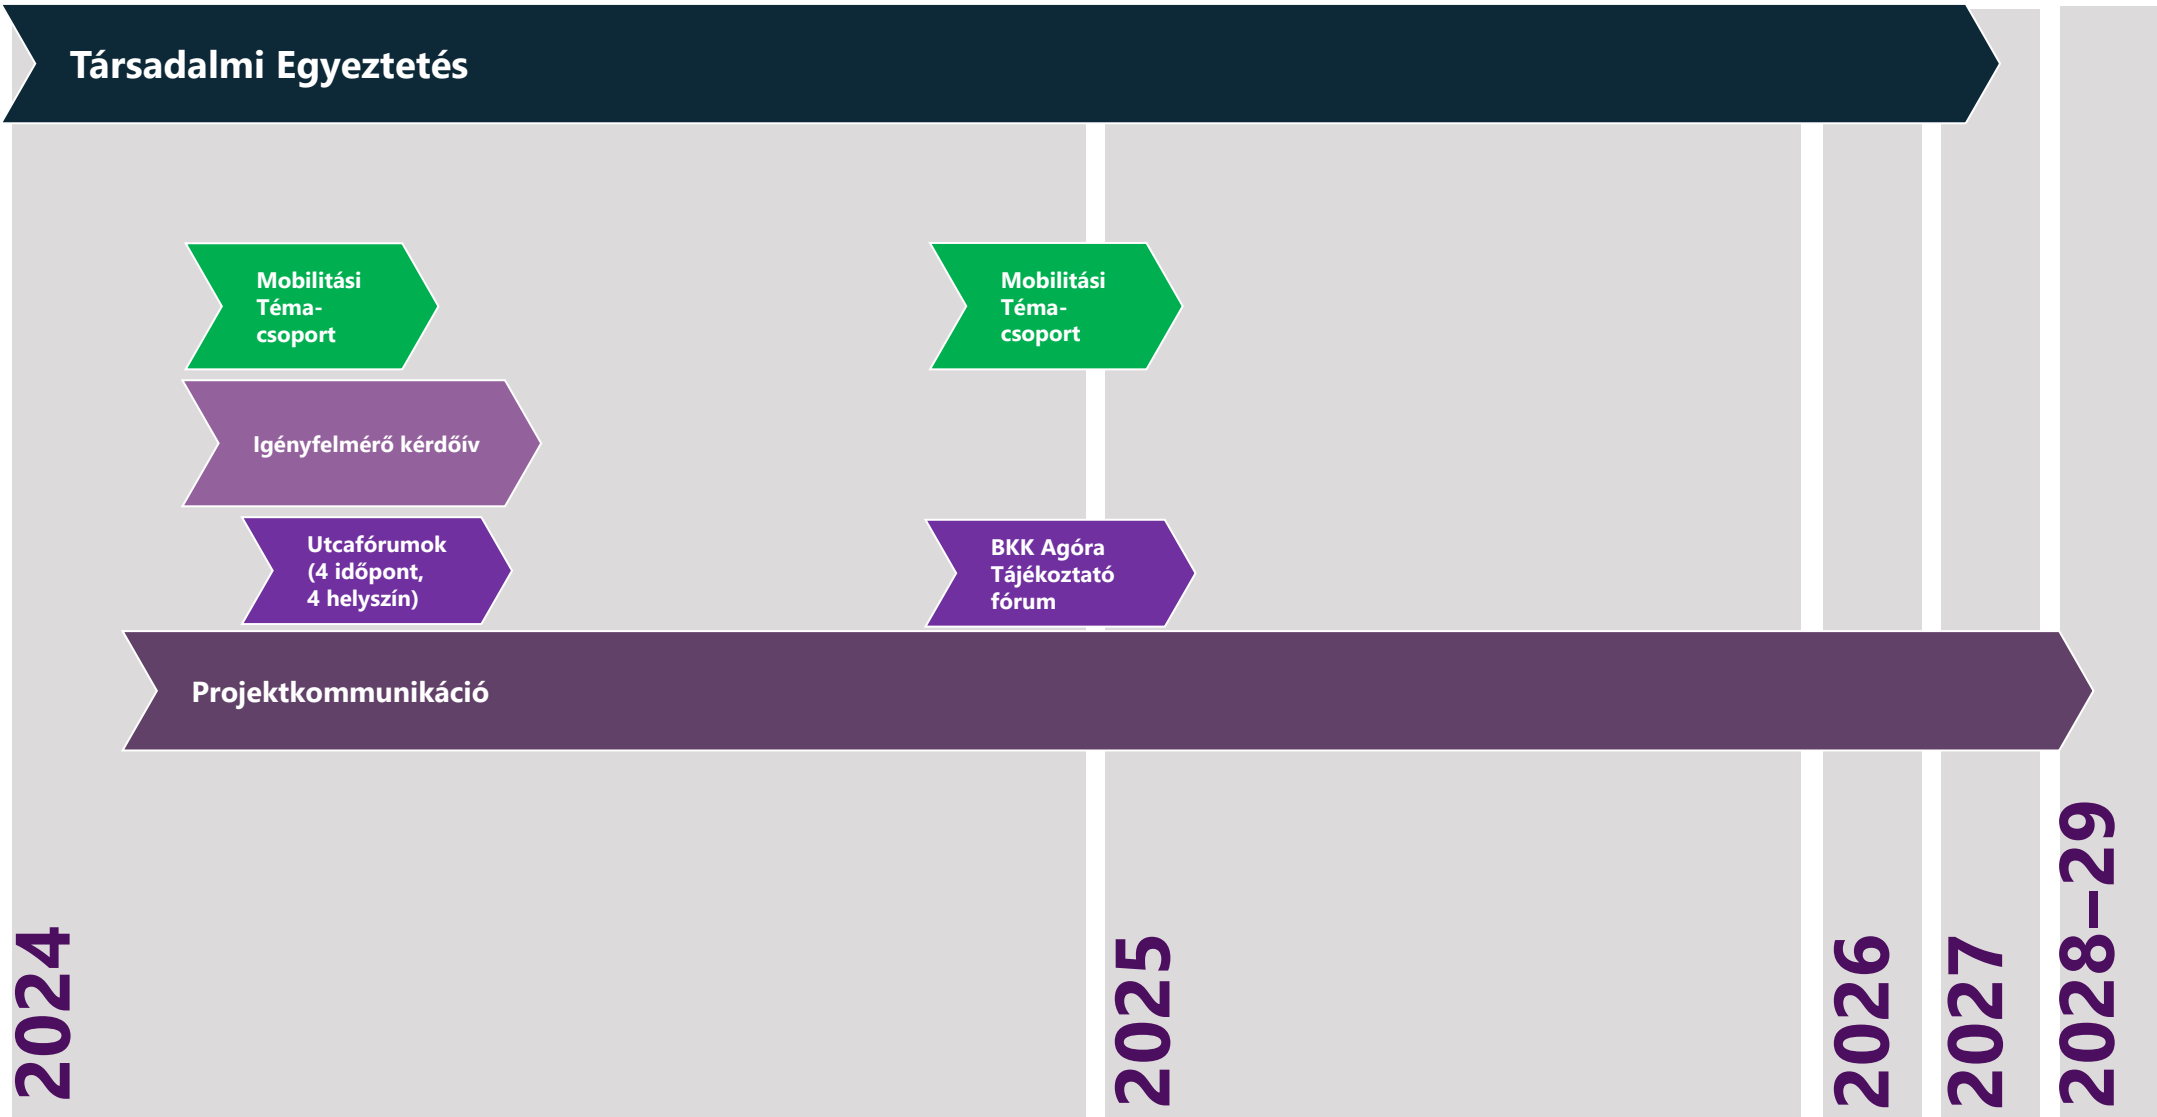 Társadalmi Egyeztetés
Mobilitási
Téma-
csoport
Mobilitási
Téma-
csoport
Igényfelmérő kérdőív
Utcafórumok
(4 időpont,
4 helyszín)
BKK Agóra
Tájékoztató
fórum
Projektkommunikáció
2024
2025
2026
2027
2028–29